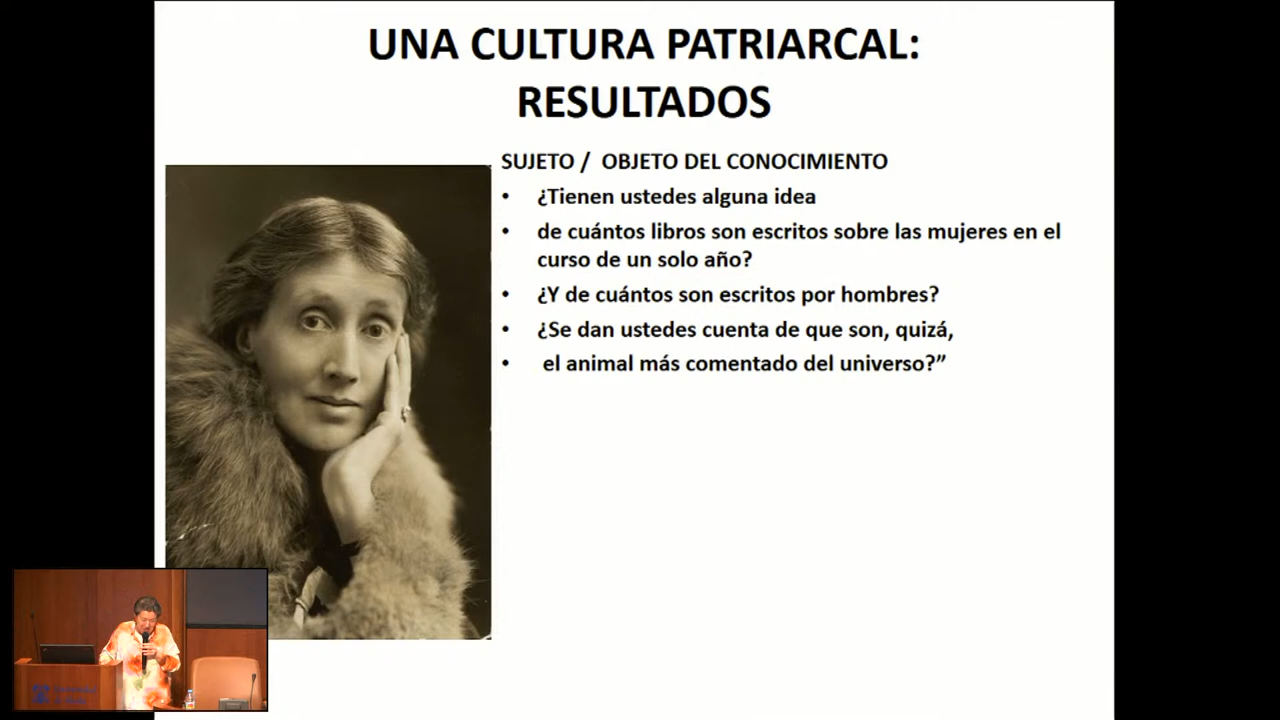 UNA CULTURA PATRIARCAL:
RESULTADOS
SUJETO / OBJETO DEL CONOCIMIENTO
• ¿Tienen ustedes alguna idea
• de cuántos libros son escritos sobre las mujeres en el
curso de un solo año?
• ¿Y de cuántos son escritos por hombres?
• ¿Se dan ustedes cuenta de que son, quizá,
• el animal más comentado del universo?”